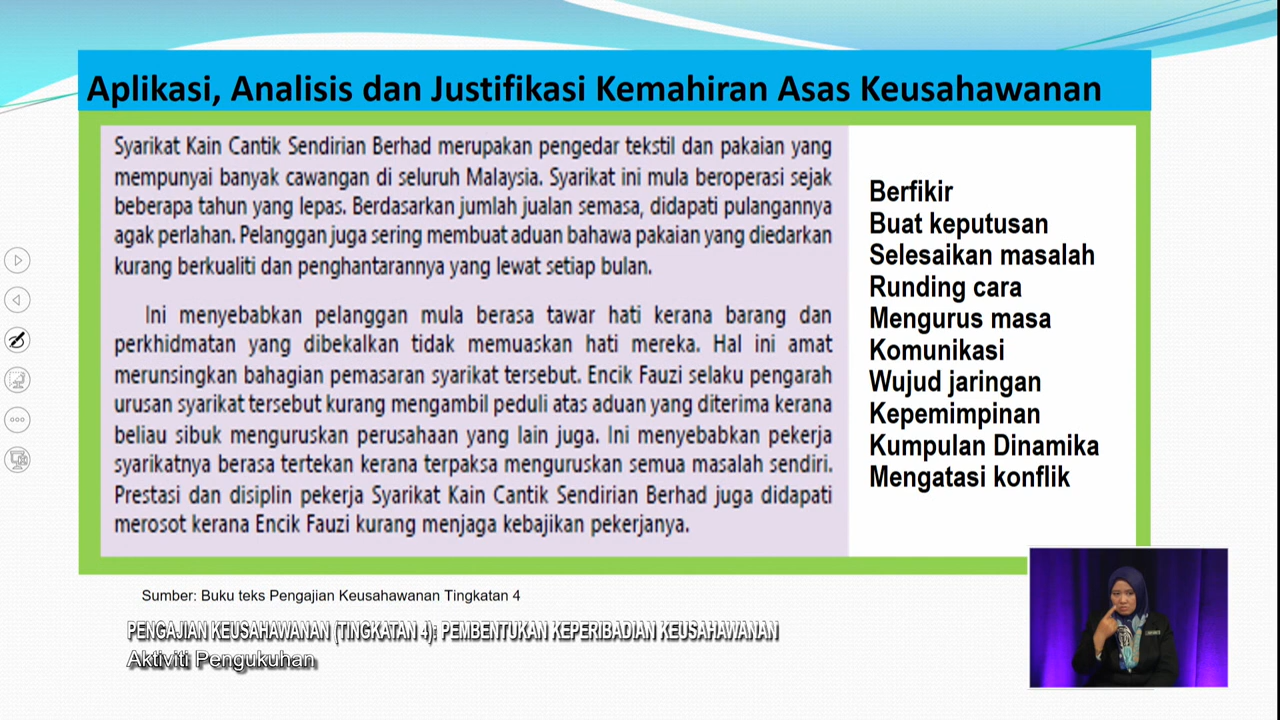 Aplikasi, Analisis dan Justifikasi Kemahiran Asas Keusahawanan
Syarikat Kain Cantik Sendirian Berhad merupakan pengedar tekstil dan pakaian yang
mempunyai banyak cawangan di seluruh Malaysia. Syarikat ini mula beroperasi sejak
beberapa tahun yang lepas. Berdasarkan jumlah jualan semasa, didapati pulangannya
agak perlahan. Pelanggan juga sering membuat aduan bahawa pakaian yang diedarkan
kurang berkualiti dan penghantarannya yang lewat setiap bulan.
Ini menyebabkan pelanggan mula berasa tawar hati kerana barang dan
perkhidmatan yang dibekalkan tidak memuaskan hati mereka. Hal ini amat
merunsingkan bahagian pemasaran syarikat tersebut. Encik Fauzi selaku pengarah
urusan syarikat tersebut kurang mengambil peduli atas aduan yang diterima kerana
beliau sibuk menguruskan perusahaan yang lain juga. Ini menyebabkan pekerja
syarikatnya berasa tertekan kerana terpaksa menguruskan semua masalah sendiri.
Prestasi dan disiplin pekerja Syarikat Kain Cantik Sendirian Berhad juga didapati
merosot kerana Encik Fauzi kurang menjaga kebajikan pekerjanya.
Berfikir
Buat keputusan
Selesaikan masalah
Runding cara
Mengurus masa
Komunikasi
Wujud jaringan
Kepemimpinan
Kumpulan Dinamika
Mengatasi konflik
Sumber: Buku teks Pengajian Keusahawanan Tingkatan 4
PENGAJIAN KEUSAHAWANAN (TINGKATAN 4): PEMBENTUKAN KEPERIBADIAN KEUSAHAWANAN
Aktiviti Pengukuhan